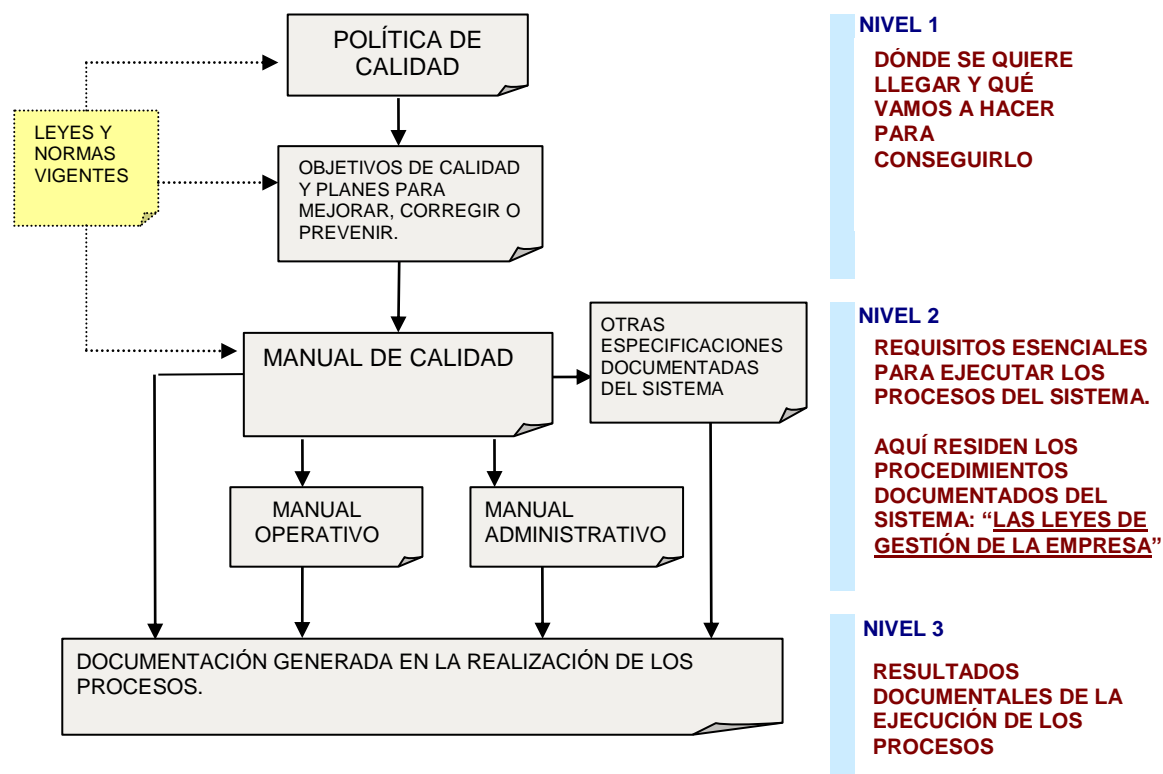 POLÍTICA DE
CALIDAD
LEYES Y
NORMAS
VIGENTES
OBJETIVOS DE CALIDAD
Y PLANES PARA
MEJORAR, CORREGIR O
PREVENIR.
NIVEL 1
DÓNDE SE QUIERE
LLEGAR Y QUÉ
VAMOS A HACER
PARA
CONSEGUIRLO
MANUAL DE CALIDAD
OTRAS
ESPECIFICACIONES
DOCUMENTADAS
DEL SISTEMA
MANUAL
OPERATIVO
MANUAL
ADMINISTRATIVO
NIVEL 2
REQUISITOS ESENCIALES
PARA EJECUTAR LOS
PROCESOS DEL SISTEMA.
AQUÍ RESIDEN LOS
PROCEDIMIENTOS
DOCUMENTADOS DEL
SISTEMA: “LAS LEYES DE
GESTIÓN DE LA EMPRESA”
DOCUMENTACIÓN GENERADA EN LA REALIZACIÓN DE LOS
PROCESOS.
NIVEL 3
RESULTADOS
DOCUMENTALES DE LA
EJECUCIÓN DE LOS
PROCESOS